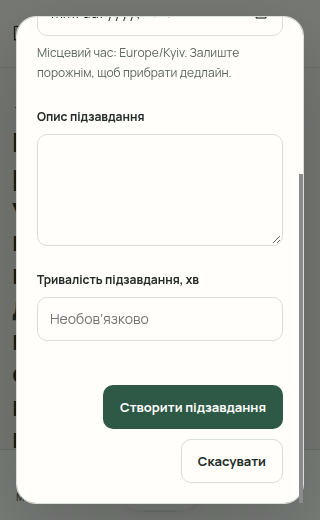 Місцевий час: Europe/Kyiv. Залиште
порожнім, щоб прибрати дедлайн.
Опис підзавдання
Тривалість підзавдання, хв
Необов'язково
Створити підзавдання
Скасувати